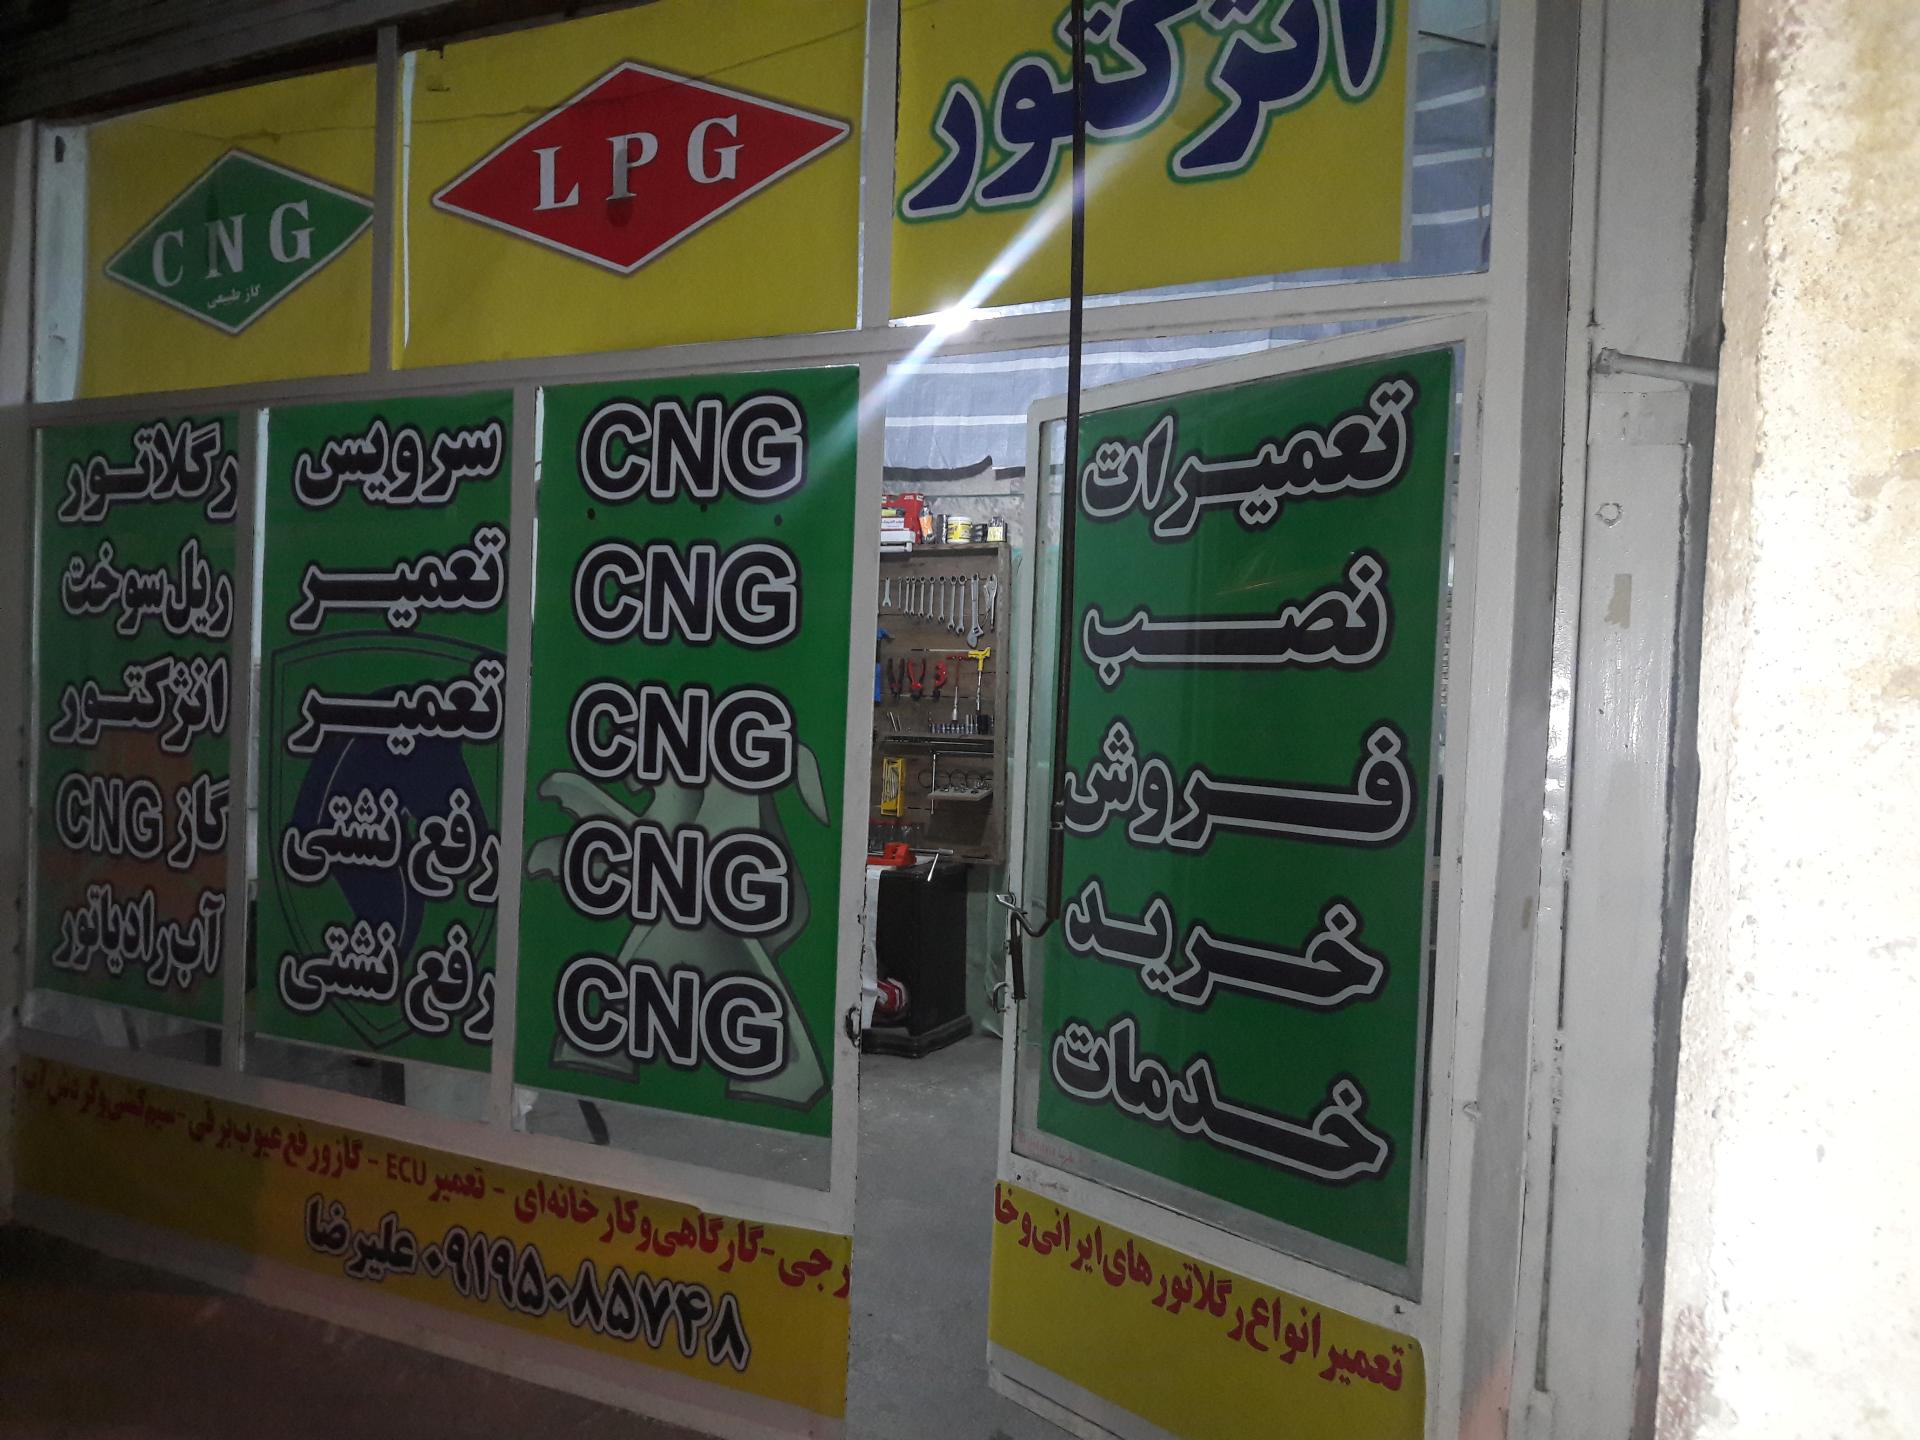 انژکتور
LPG
CNG
گاز طبیعی
تعمیرات
نصب
فروش
خرید
خدمات
CNG
CNG
CNG
CNG
CNG
سرویس
تعمیر
تعمیر
رفع نشتی
رفع نشتی
رگلاتور
ریل سوخت
انژکتور
گاز CNG
آب رادیاتور
تعمیر انواع رگلاتورهای ایرانی و خا
رجی - گارگاهی و کارخانه‌ای - تعمیر ECU - گاز و رفع عیوب برقی - سیم کشی و گردش آب
۰۹۱۹۵۰۸۵۷۴۸ علیرضا